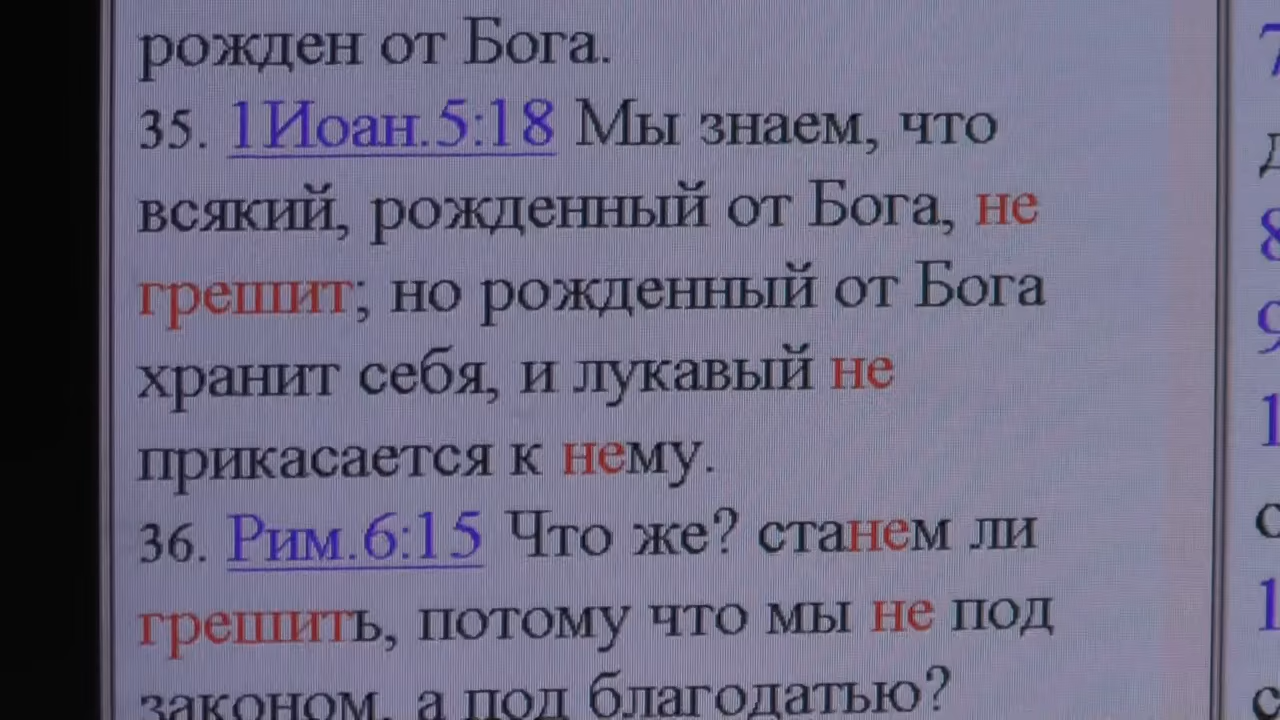 рожден от Бога.
35. 1Иоан.5:18 Мы знаем, что
всякий, рожденный от Бога, не
грешит; но рожденный от Бога
хранит себя, и лукавый не
прикасается к нему.
36. Рим.6:15 Что же? станем ли
грешить, потому что мы не под
законом, а под благодатью?